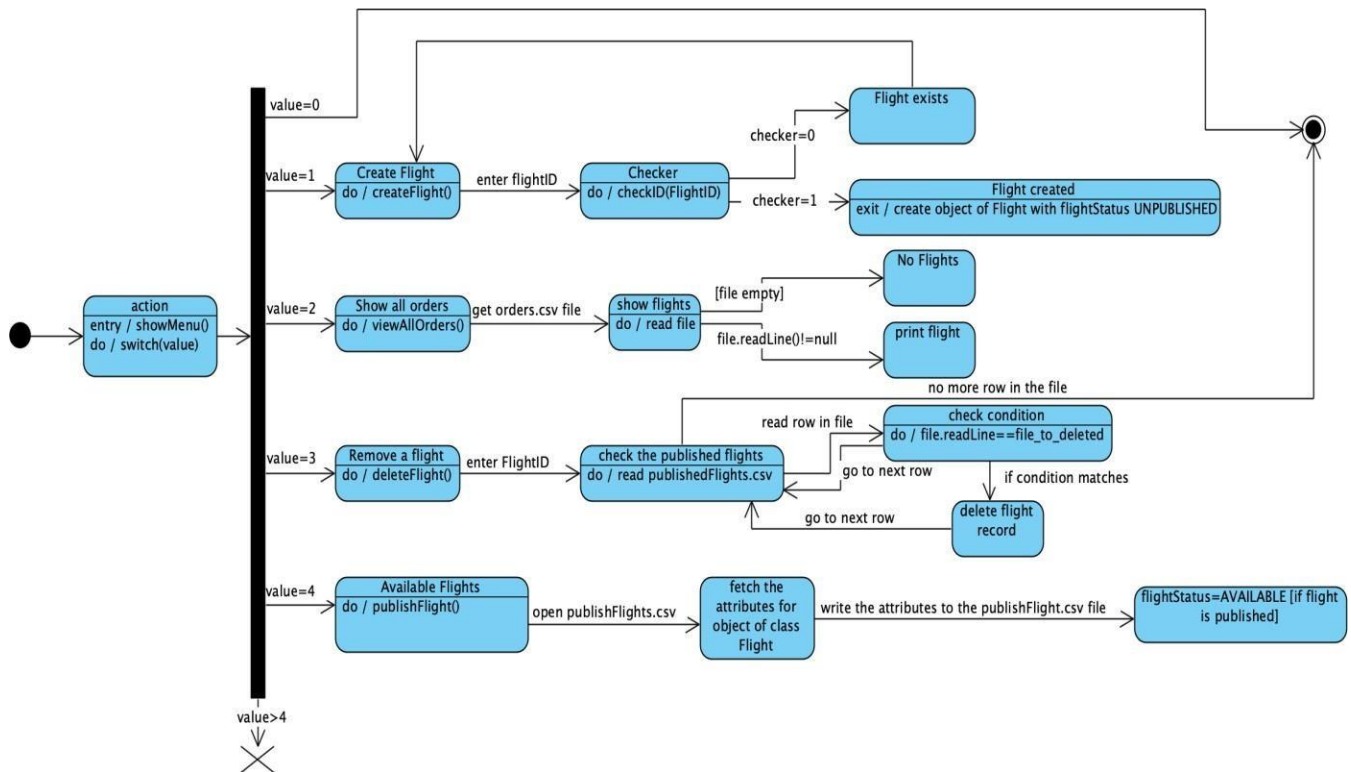 value=0
Flight exists
checker=0
value=1
Create Flight
do / createFlight()
enter flightID
Checker
do / checkID(FlightID)
checker=1
Flight created
exit / create object of Flight with flightStatus UNPUBLISHED
No Flights
[file empty]
action
entry / showMenu()
do / switch(value)
value=2
Show all orders
do / viewAllOrders()
get orders.csv file
show flights
do / read file
file.readLine()!=null
print flight
no more row in the file
read row in file
check condition
do / file.readLine==file_to_deleted
value=3
Remove a flight
do / deleteFlight()
enter FlightID
check the published flights
do / read publishedFlights.csv
go to next row
if condition matches
go to next row
delete flight
record
value=4
Available Flights
do / publishFlight()
open publishFlights.csv
fetch the
attributes for
object of class
Flight
write the attributes to the publishFlight.csv file
flightStatus=AVAILABLE [if flight
is published]
value>4